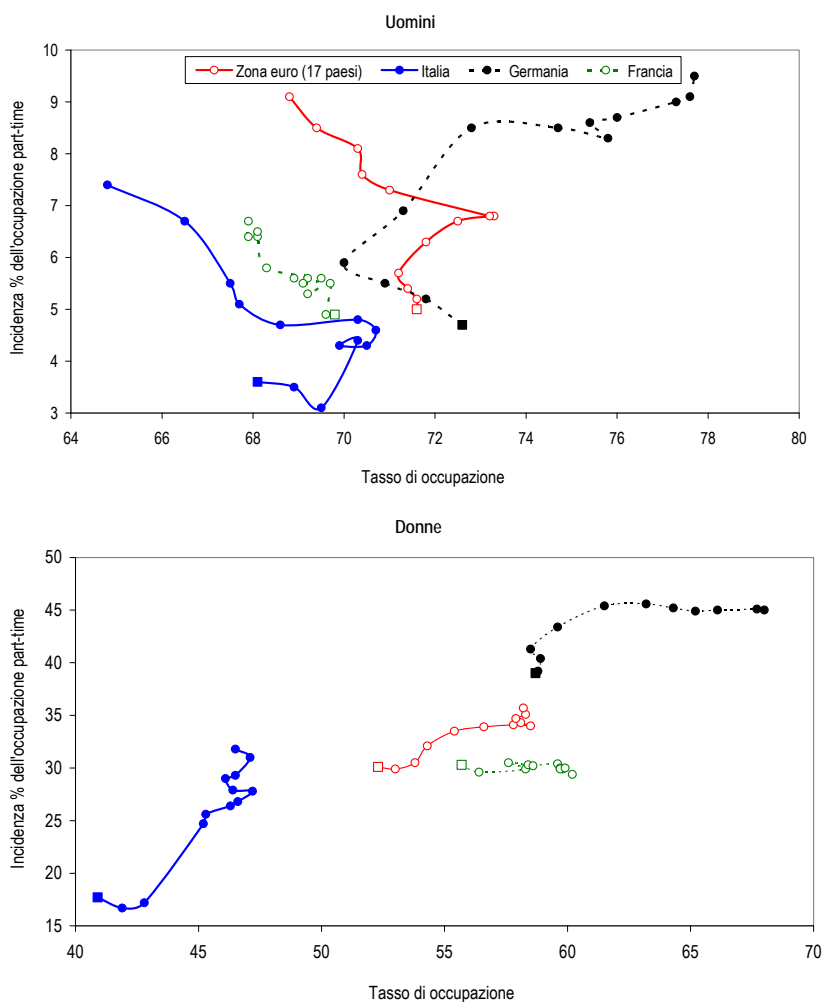 Uomini
Incidenza % dell'occupazione part-time
10
9
8
7
6
5
4
3
Zona euro (17 paesi) Italia Germania Francia
64 66 68 70 72 74 76 78 80
Tasso di occupazione
Donne
Incidenza % dell'occupazione part-time
50
45
40
35
30
25
20
15
40 45 50 55 60 65 70
Tasso di occupazione